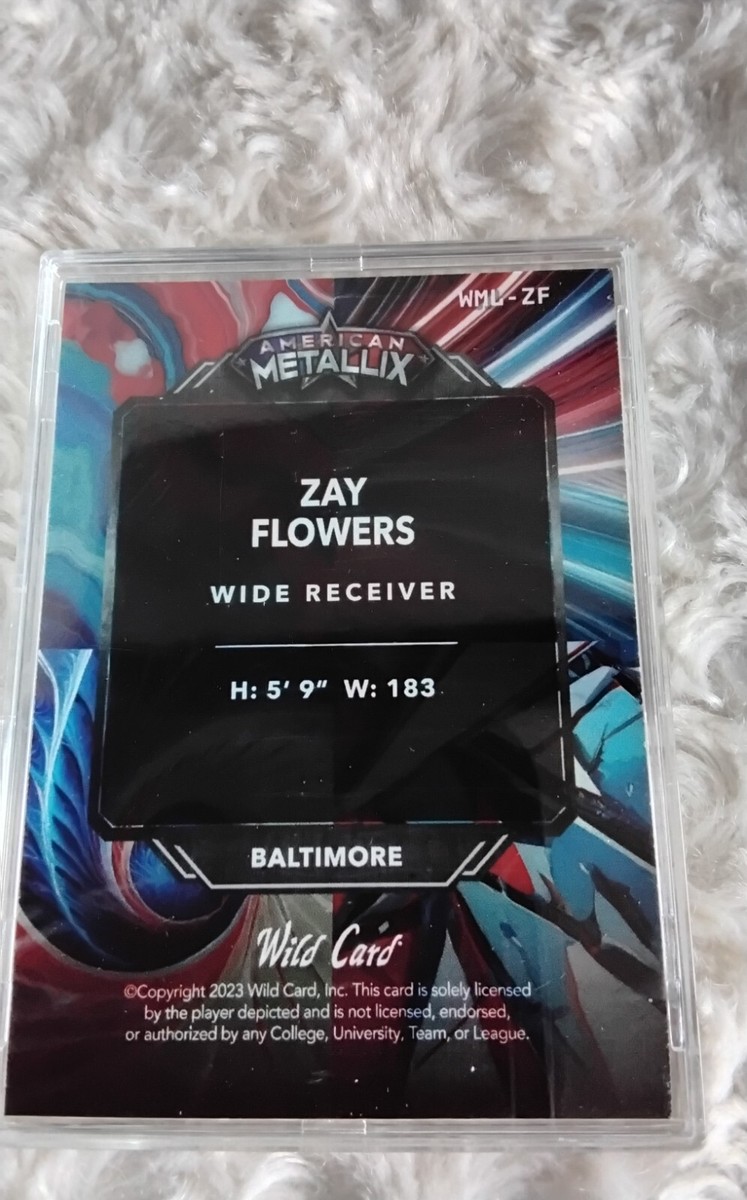 WML-ZF
AMERICAN
METALLIX
ZAY
FLOWERS
WIDE RECEIVER
H: 5' 9" W: 183
BALTIMORE
Wild Card
©Copyright 2023 Wild Card, Inc. This card is solely licensed
by the player depicted and is not licensed, endorsed,
or authorized by any College, University, Team, or League.